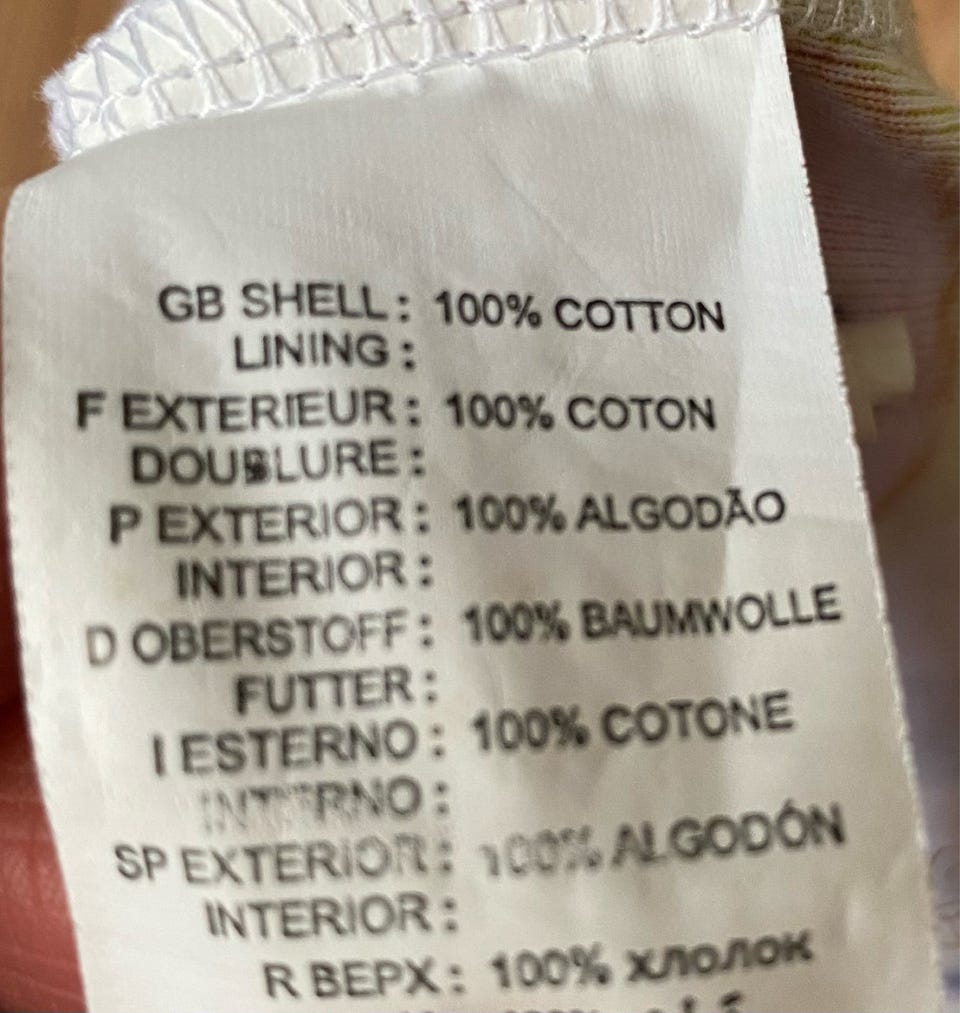 GB SHELL : 100% COTTON
LINING :
F EXTERIEUR : 100% COTON
DOUBLURE :
P EXTERIOR : 100% ALGODÃO
INTERIOR :
D OBERSTOFF : 100% BAUMWOLLE
FUTTER :
I ESTERNO : 100% COTONE
INTERNO :
SP EXTERIOR : 100% ALGODÓN
INTERIOR :
R ВЕРХ : 100% хлопок